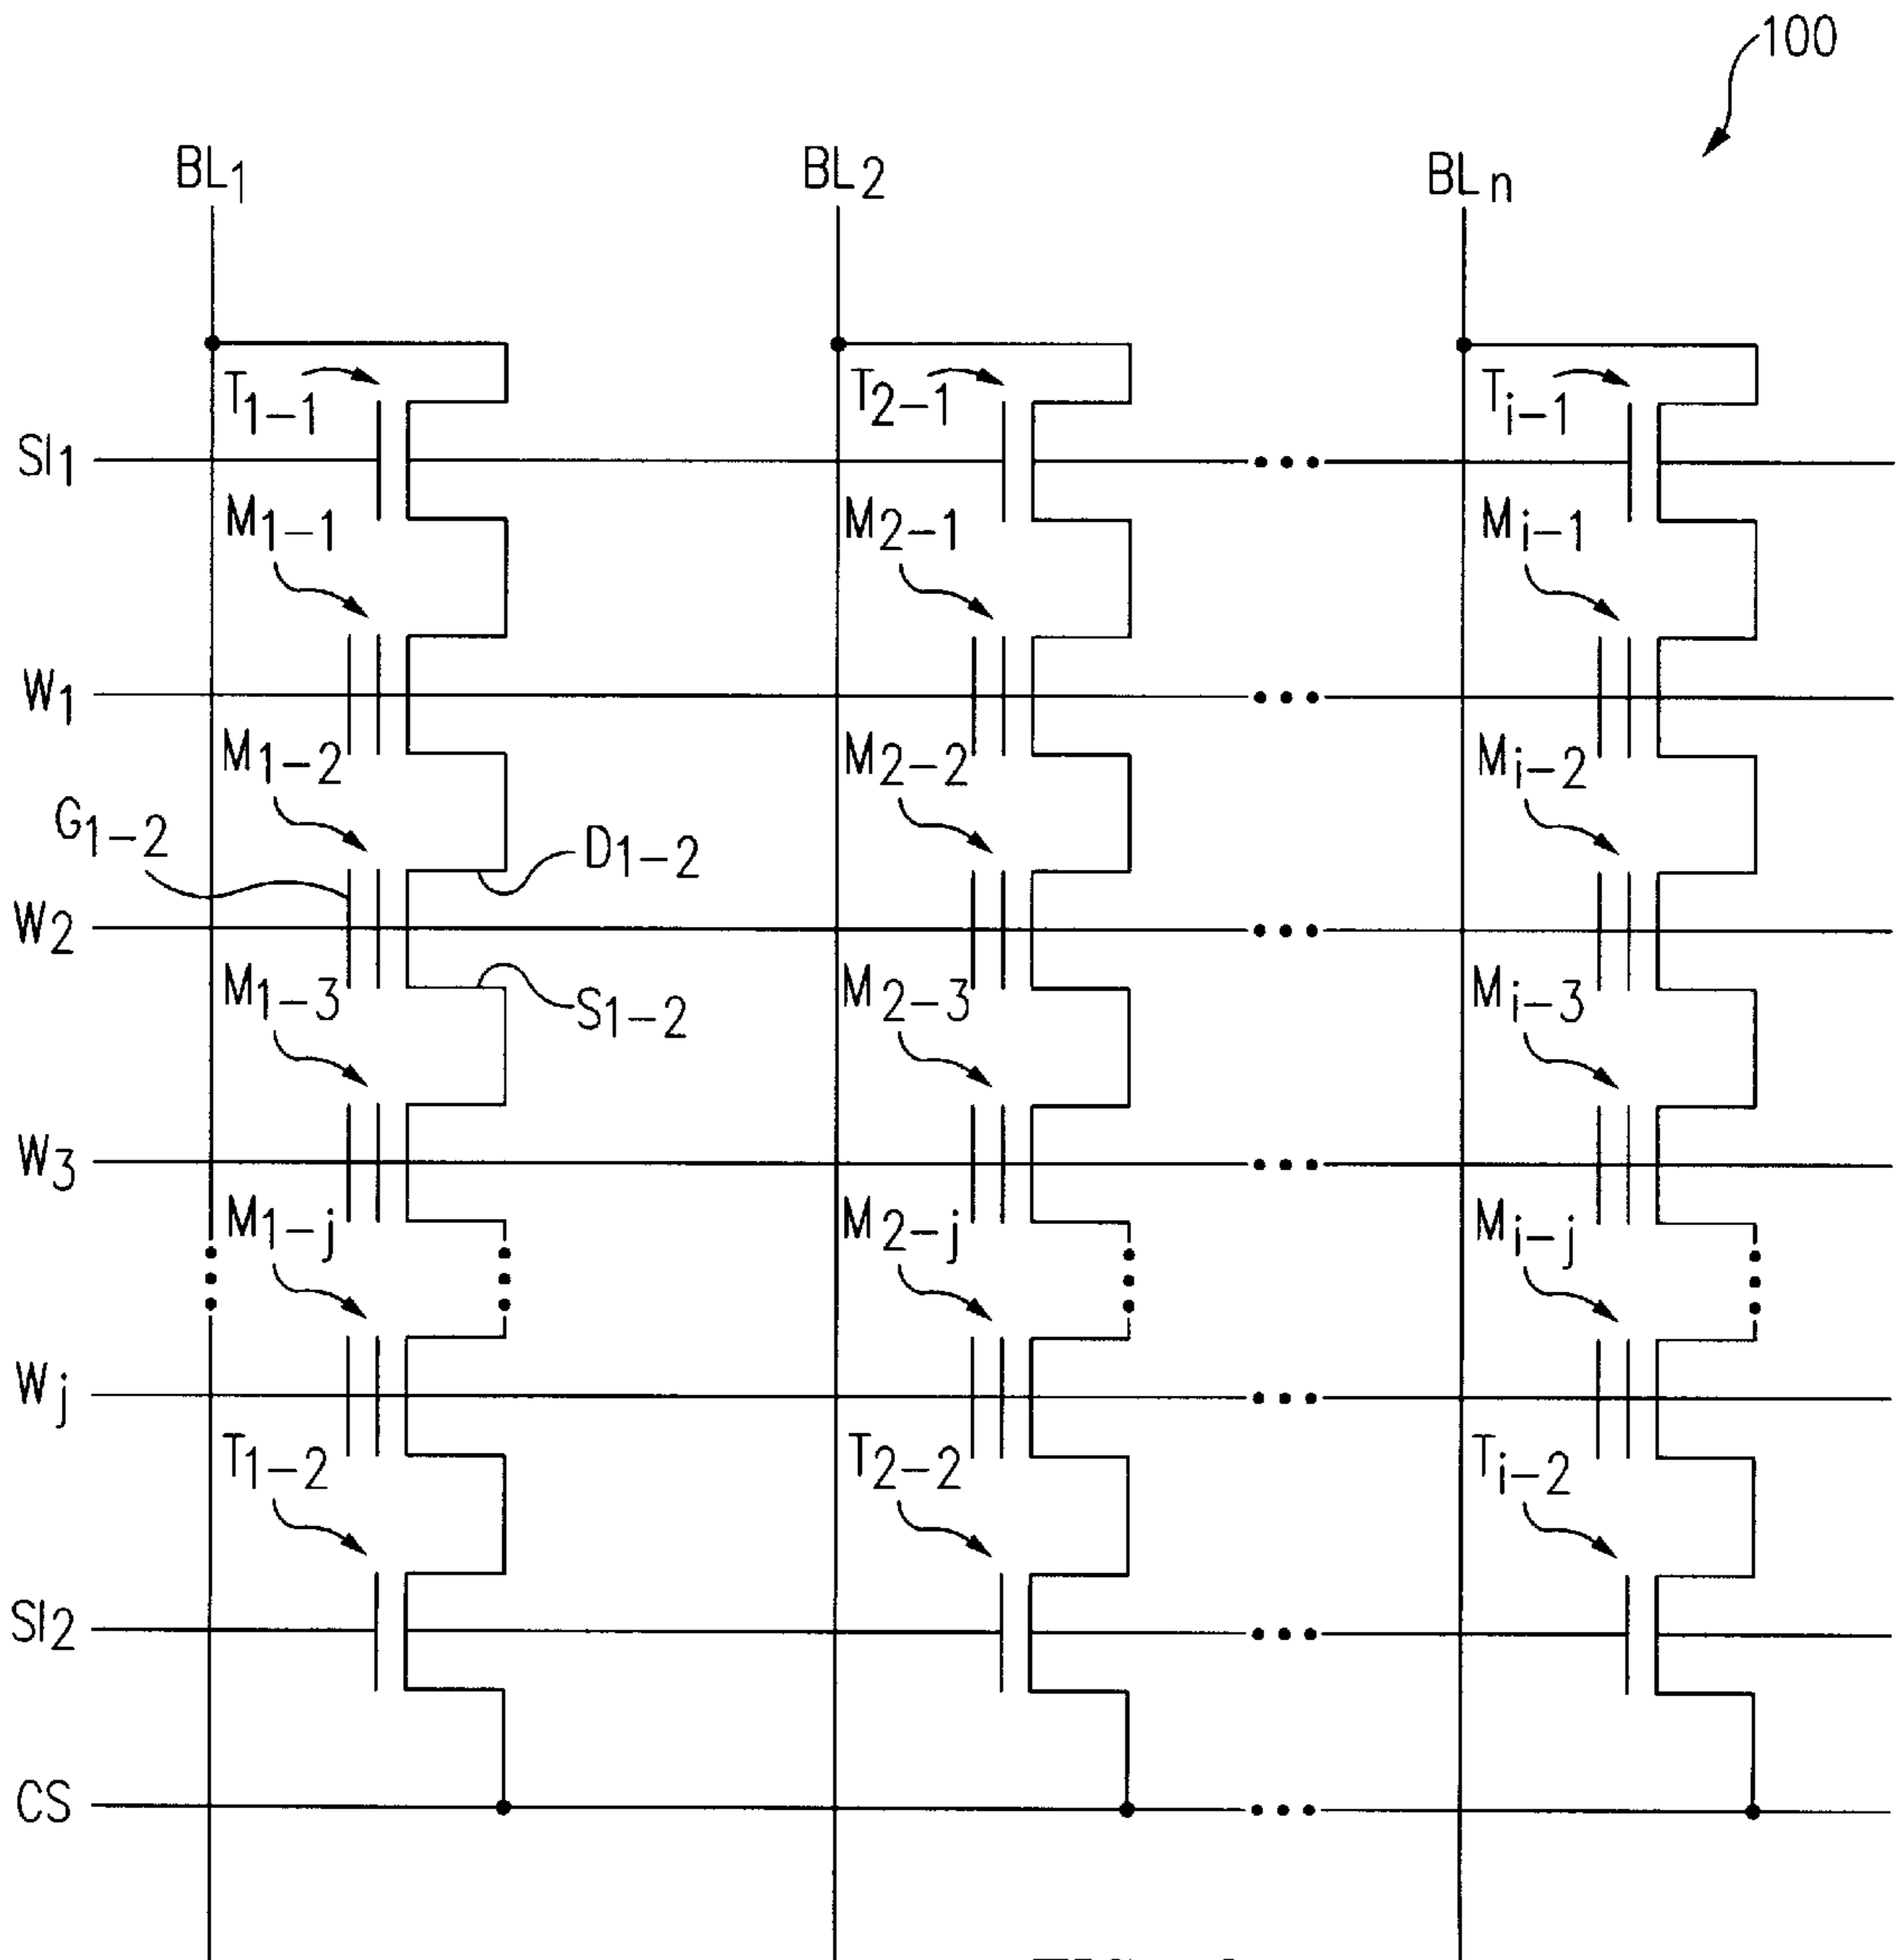 100
BL1 BL2 BLn
T1-1 T2-1 Ti-1
SI1
M1-1 M2-1 Mi-1
W1
M1-2 M2-2 Mi-2
G1-2 D1-2
W2
M1-3 M2-3 Mi-3
S1-2
W3
M1-j M2-j Mi-j
Wj
T1-2 T2-2 Ti-2
SI2
CS